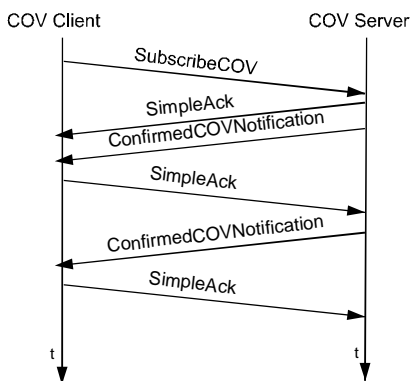 COV Client
COV Server
SubscribeCOV
SimpleAck
ConfirmedCOVNotification
SimpleAck
ConfirmedCOVNotification
SimpleAck
t
t